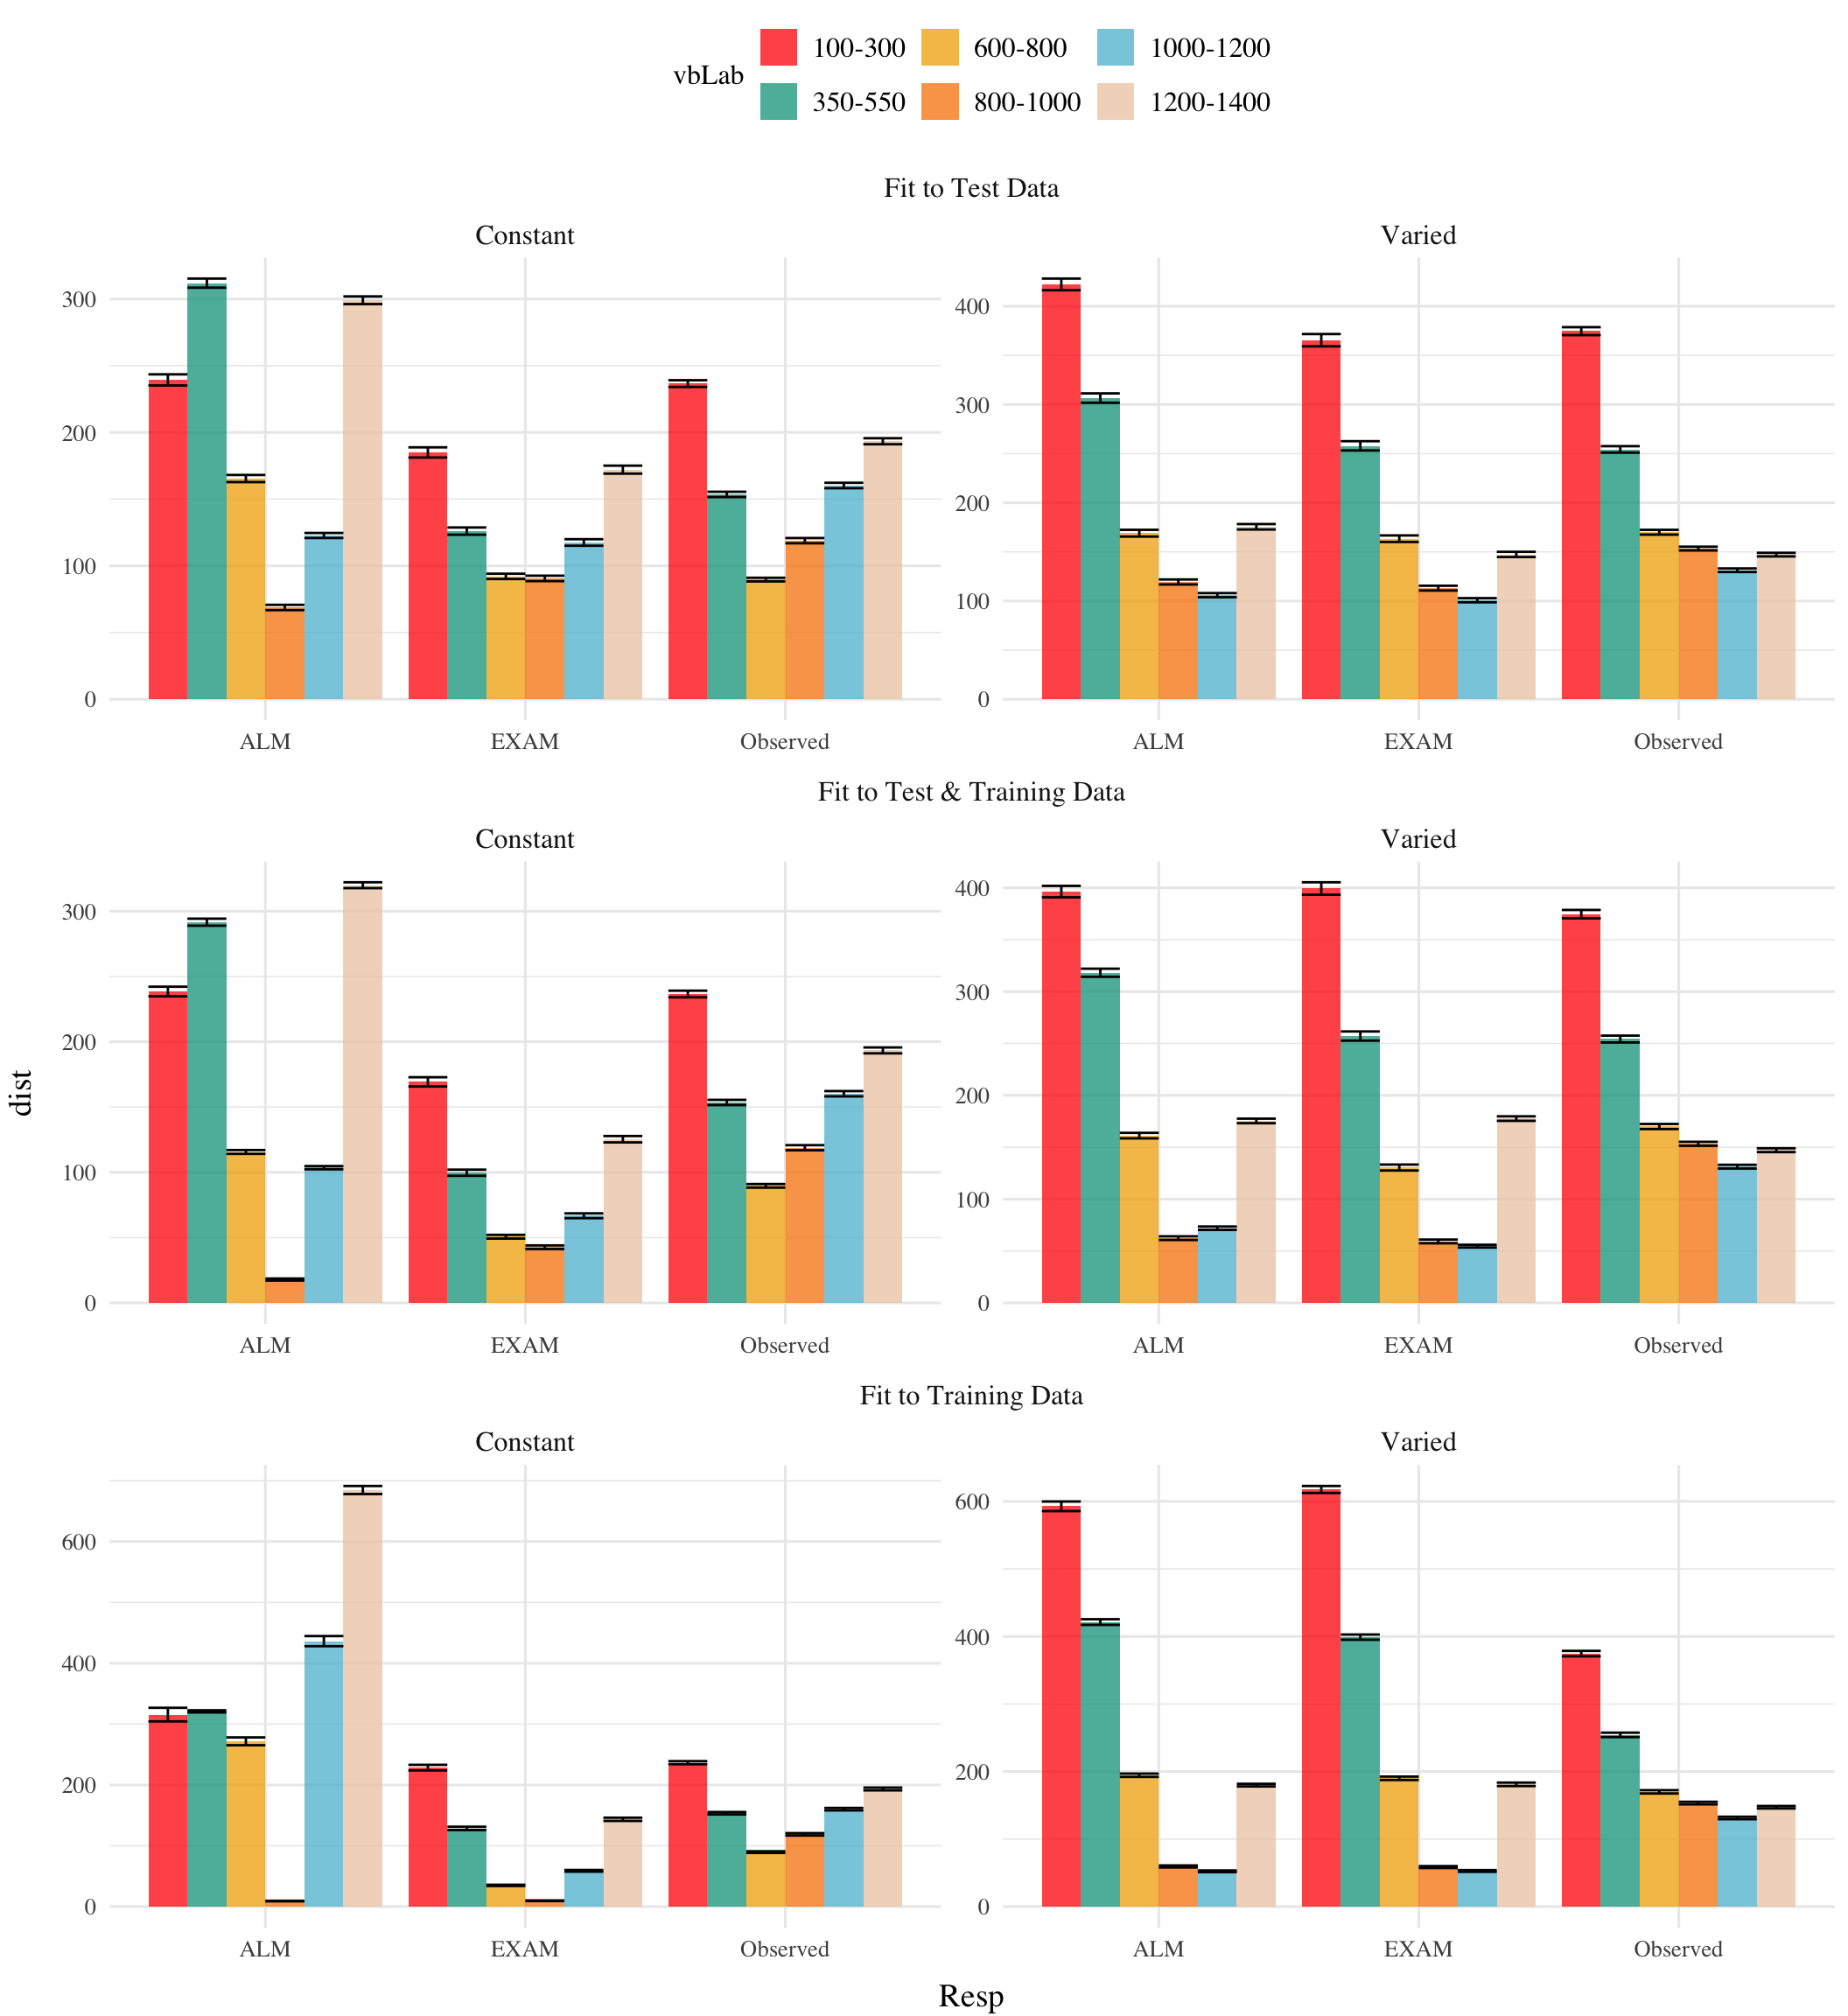 vbLab
100-300 600-800 1000-1200
350-550 800-1000 1200-1400
Fit to Test Data
Constant Varied
300
200
100
0
400
300
200
100
0
ALM EXAM Observed ALM EXAM Observed
Fit to Test & Training Data
Constant Varied
300
200
100
0
400
300
200
100
0
ALM EXAM Observed ALM EXAM Observed
dist
Fit to Training Data
Constant Varied
600
400
200
0
600
400
200
0
ALM EXAM Observed ALM EXAM Observed
Resp